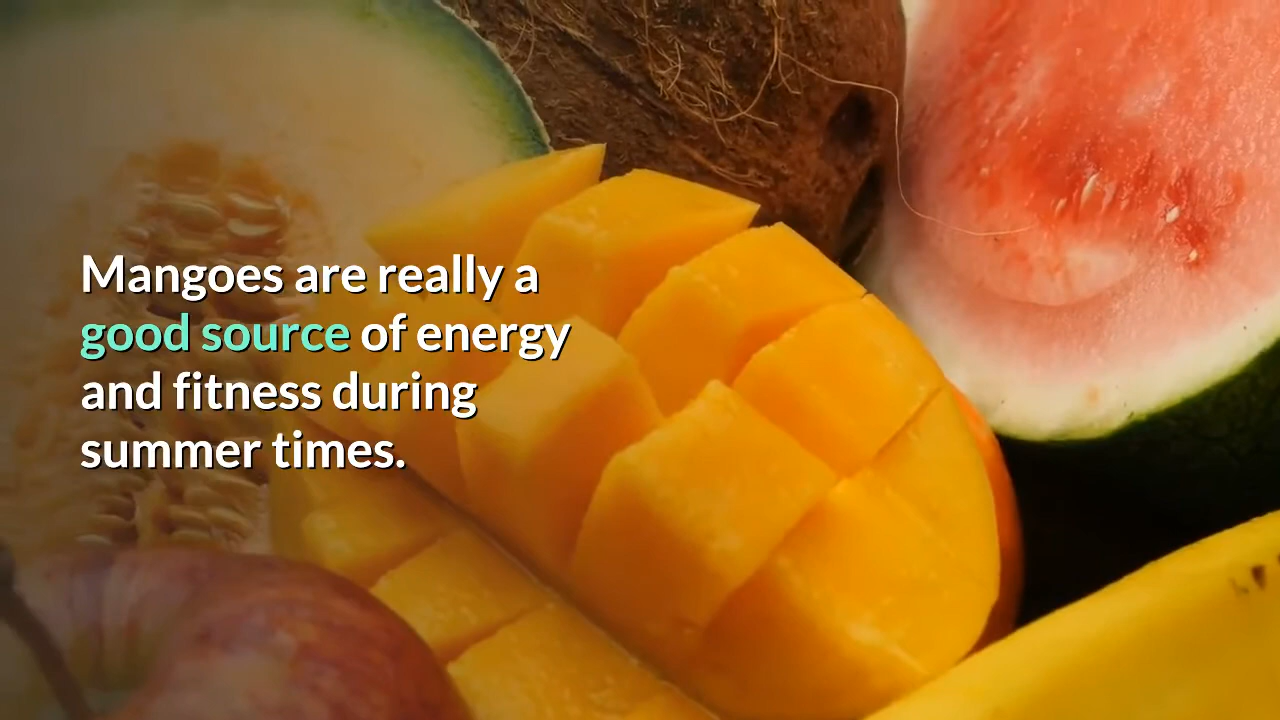 Mangoes are really a
good source of energy
and fitness during
summer times.